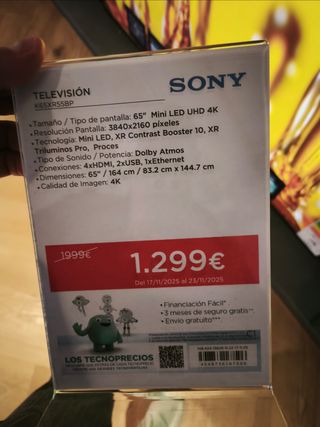 TELEVISIÓN
K65XR55BP
SONY
• Tamaño / Tipo de pantalla: 65" Mini LED UHD 4K
• Resolución Pantalla: 3840x2160 píxeles
• Tecnología: Mini LED, XR Contrast Booster 10, XR
Triluminos Pro, Proces
• Tipo de Sonido / Potencia: Dolby Atmos
• Conexiones: 4xHDMI, 2xUSB, 1xEthernet
• Dimensiones: 65" / 164 cm / 83.2 cm x 144.7 cm
• Calidad de Imagen: 4K
1999€
1.299€
Del 17/11/2025 al 23/11/2025
• Financiación Fácil*
• 3 meses de seguro gratis**
• Envío gratuito***
LOS TECNOPRECIOS